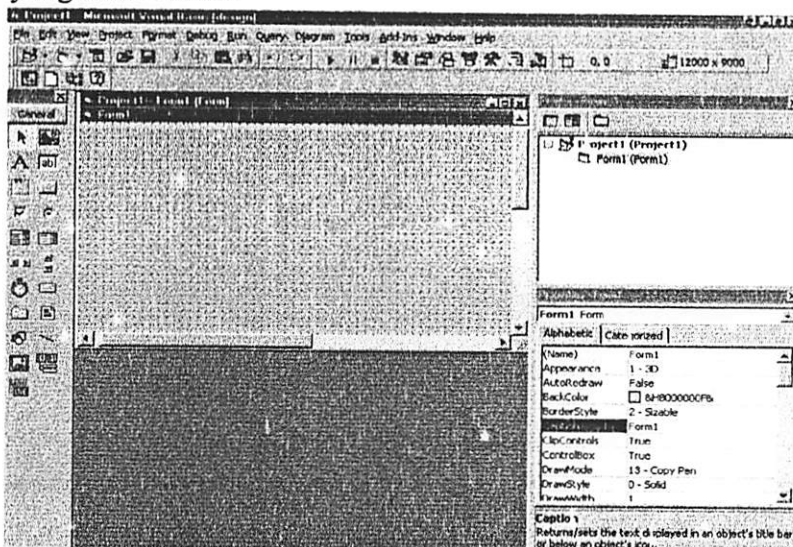 Project1 - Microsoft Visual Basic [design]
File Edit View Project Format Debug Run Query Diagram Tools Add-Ins Window Help
0, 0 12000 x 9000
Project1 - Form1 (Form)
General
Form1
A ab
Project1 (Project1)
Form1 (Form1)
Form1 Form
Alphabetic Categorized
(Name) Form1
Appearance 1 - 3D
AutoRedraw False
BackColor &H8000000F&
BorderStyle 2 - Sizable
Caption Form1
ClipControls True
ControlBox True
DrawMode 13 - Copy Pen
DrawStyle 0 - Solid
DrawWidth 1
Caption
Returns/sets the text displayed in an object's title bar
or below an object's icon.